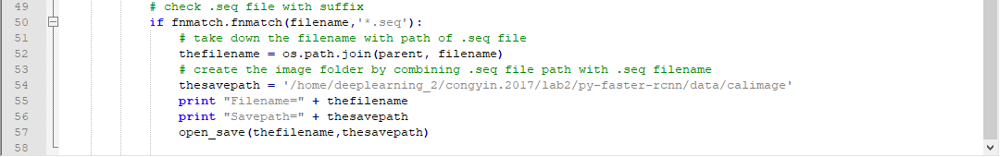 49 # check .seq file with suffix
50 if fnmatch.fnmatch(filename,'*.seq'):
51 # take down the filename with path of .seq file
52 thefilename = os.path.join(parent, filename)
53 # create the image folder by combining .seq file path with .seq filename
54 thesavepath = '/home/deeplearning_2/congyin.2017/lab2/py-faster-rcnn/data/calimage'
55 print "Filename=" + thefilename
56 print "Savepath=" + thesavepath
57 open_save(thefilename,thesavepath)
58